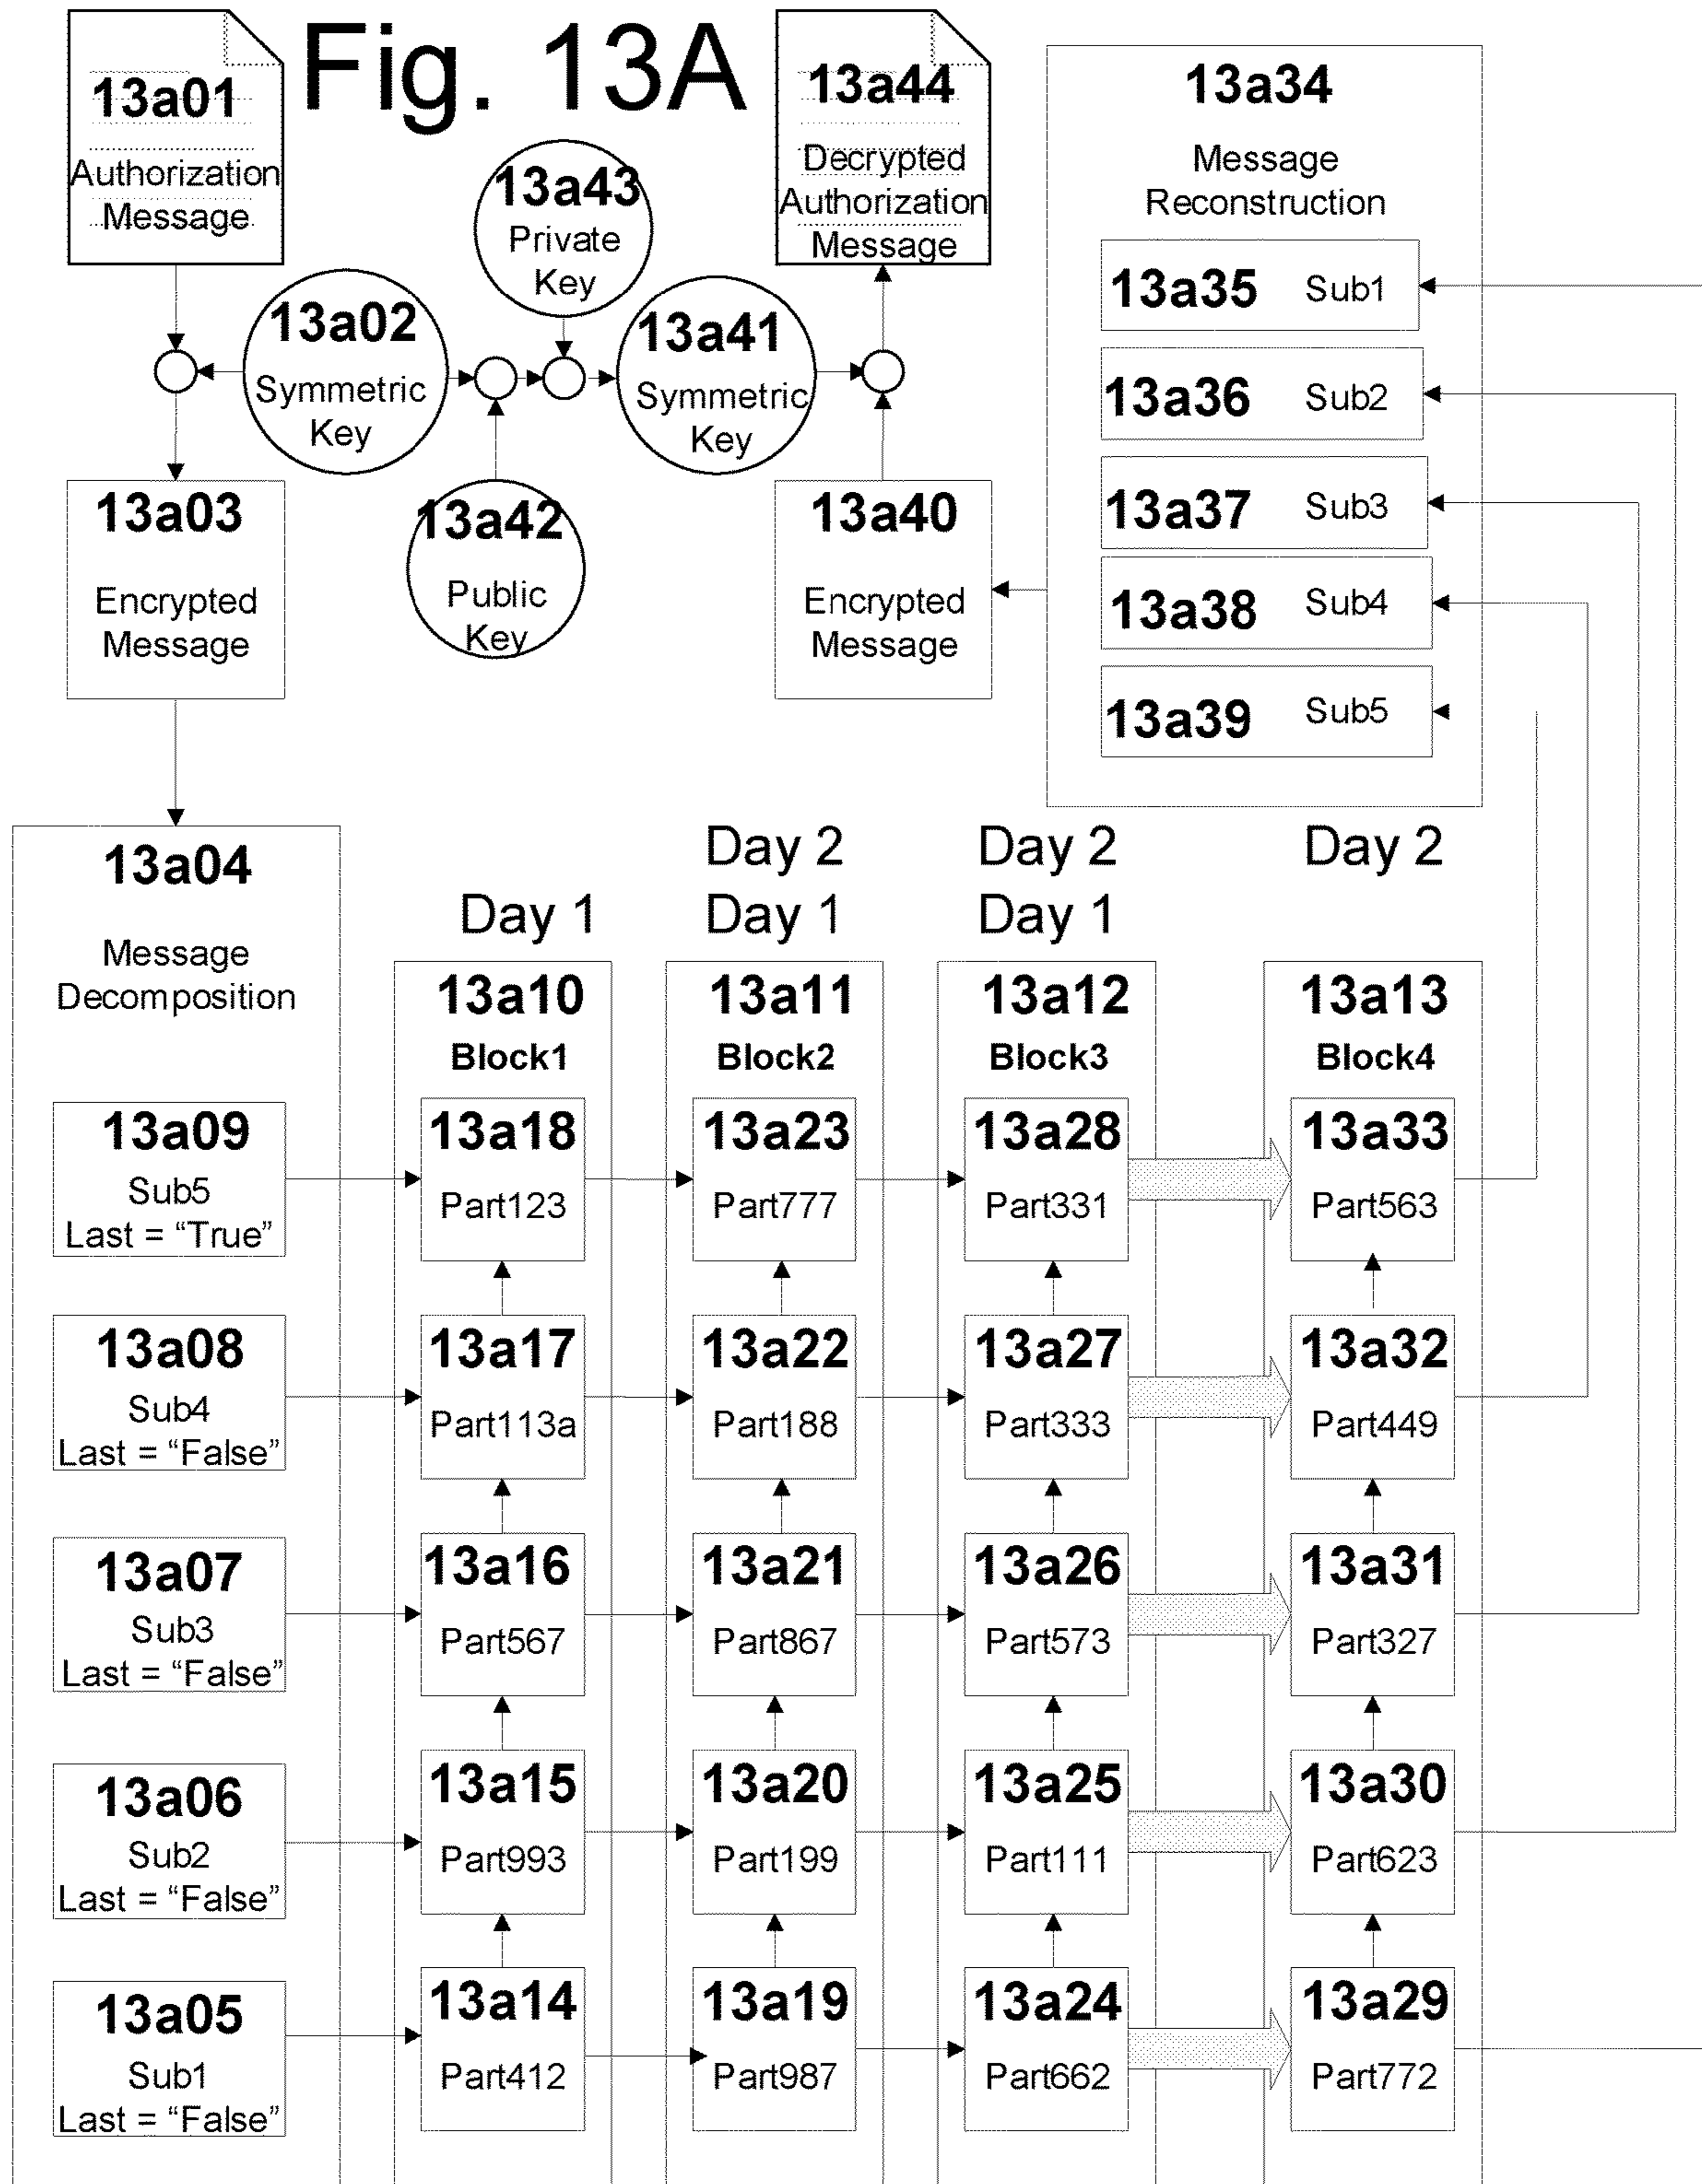 Fig. 13A
13a01
Authorization
Message
13a43
Private
Key
13a44
Decrypted
Authorization
Message
13a34
Message
Reconstruction
13a35 Sub1
13a36 Sub2
13a37 Sub3
13a38 Sub4
13a39 Sub5
13a02
Symmetric
Key
13a41
Symmetric
Key
13a03
Encrypted
Message
13a42
Public
Key
13a40
Encrypted
Message
13a04
Message
Decomposition
Day 1
Day 2
Day 1
Day 2
Day 1
Day 2
13a10
Block1
13a11
Block2
13a12
Block3
13a13
Block4
13a09
Sub5
Last = “True”
13a18
Part123
13a23
Part777
13a28
Part331
13a33
Part563
13a08
Sub4
Last = “False”
13a17
Part113a
13a22
Part188
13a27
Part333
13a32
Part449
13a07
Sub3
Last = “False”
13a16
Part567
13a21
Part867
13a26
Part573
13a31
Part327
13a06
Sub2
Last = “False”
13a15
Part993
13a20
Part199
13a25
Part111
13a30
Part623
13a05
Sub1
Last = “False”
13a14
Part412
13a19
Part987
13a24
Part662
13a29
Part772